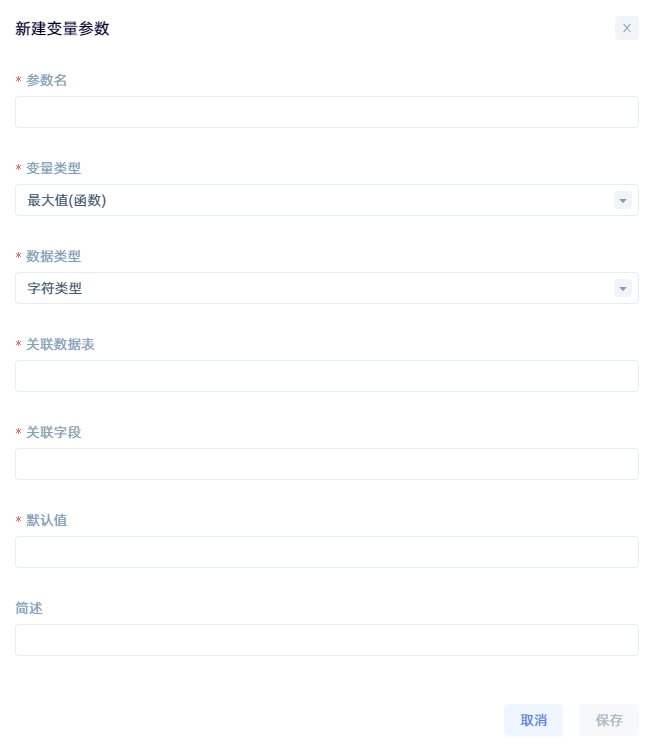 新建变量参数 X
* 参数名
* 变量类型
最大值(函数)
* 数据类型
字符类型
* 关联数据表
* 关联字段
* 默认值
简述
取消 保存